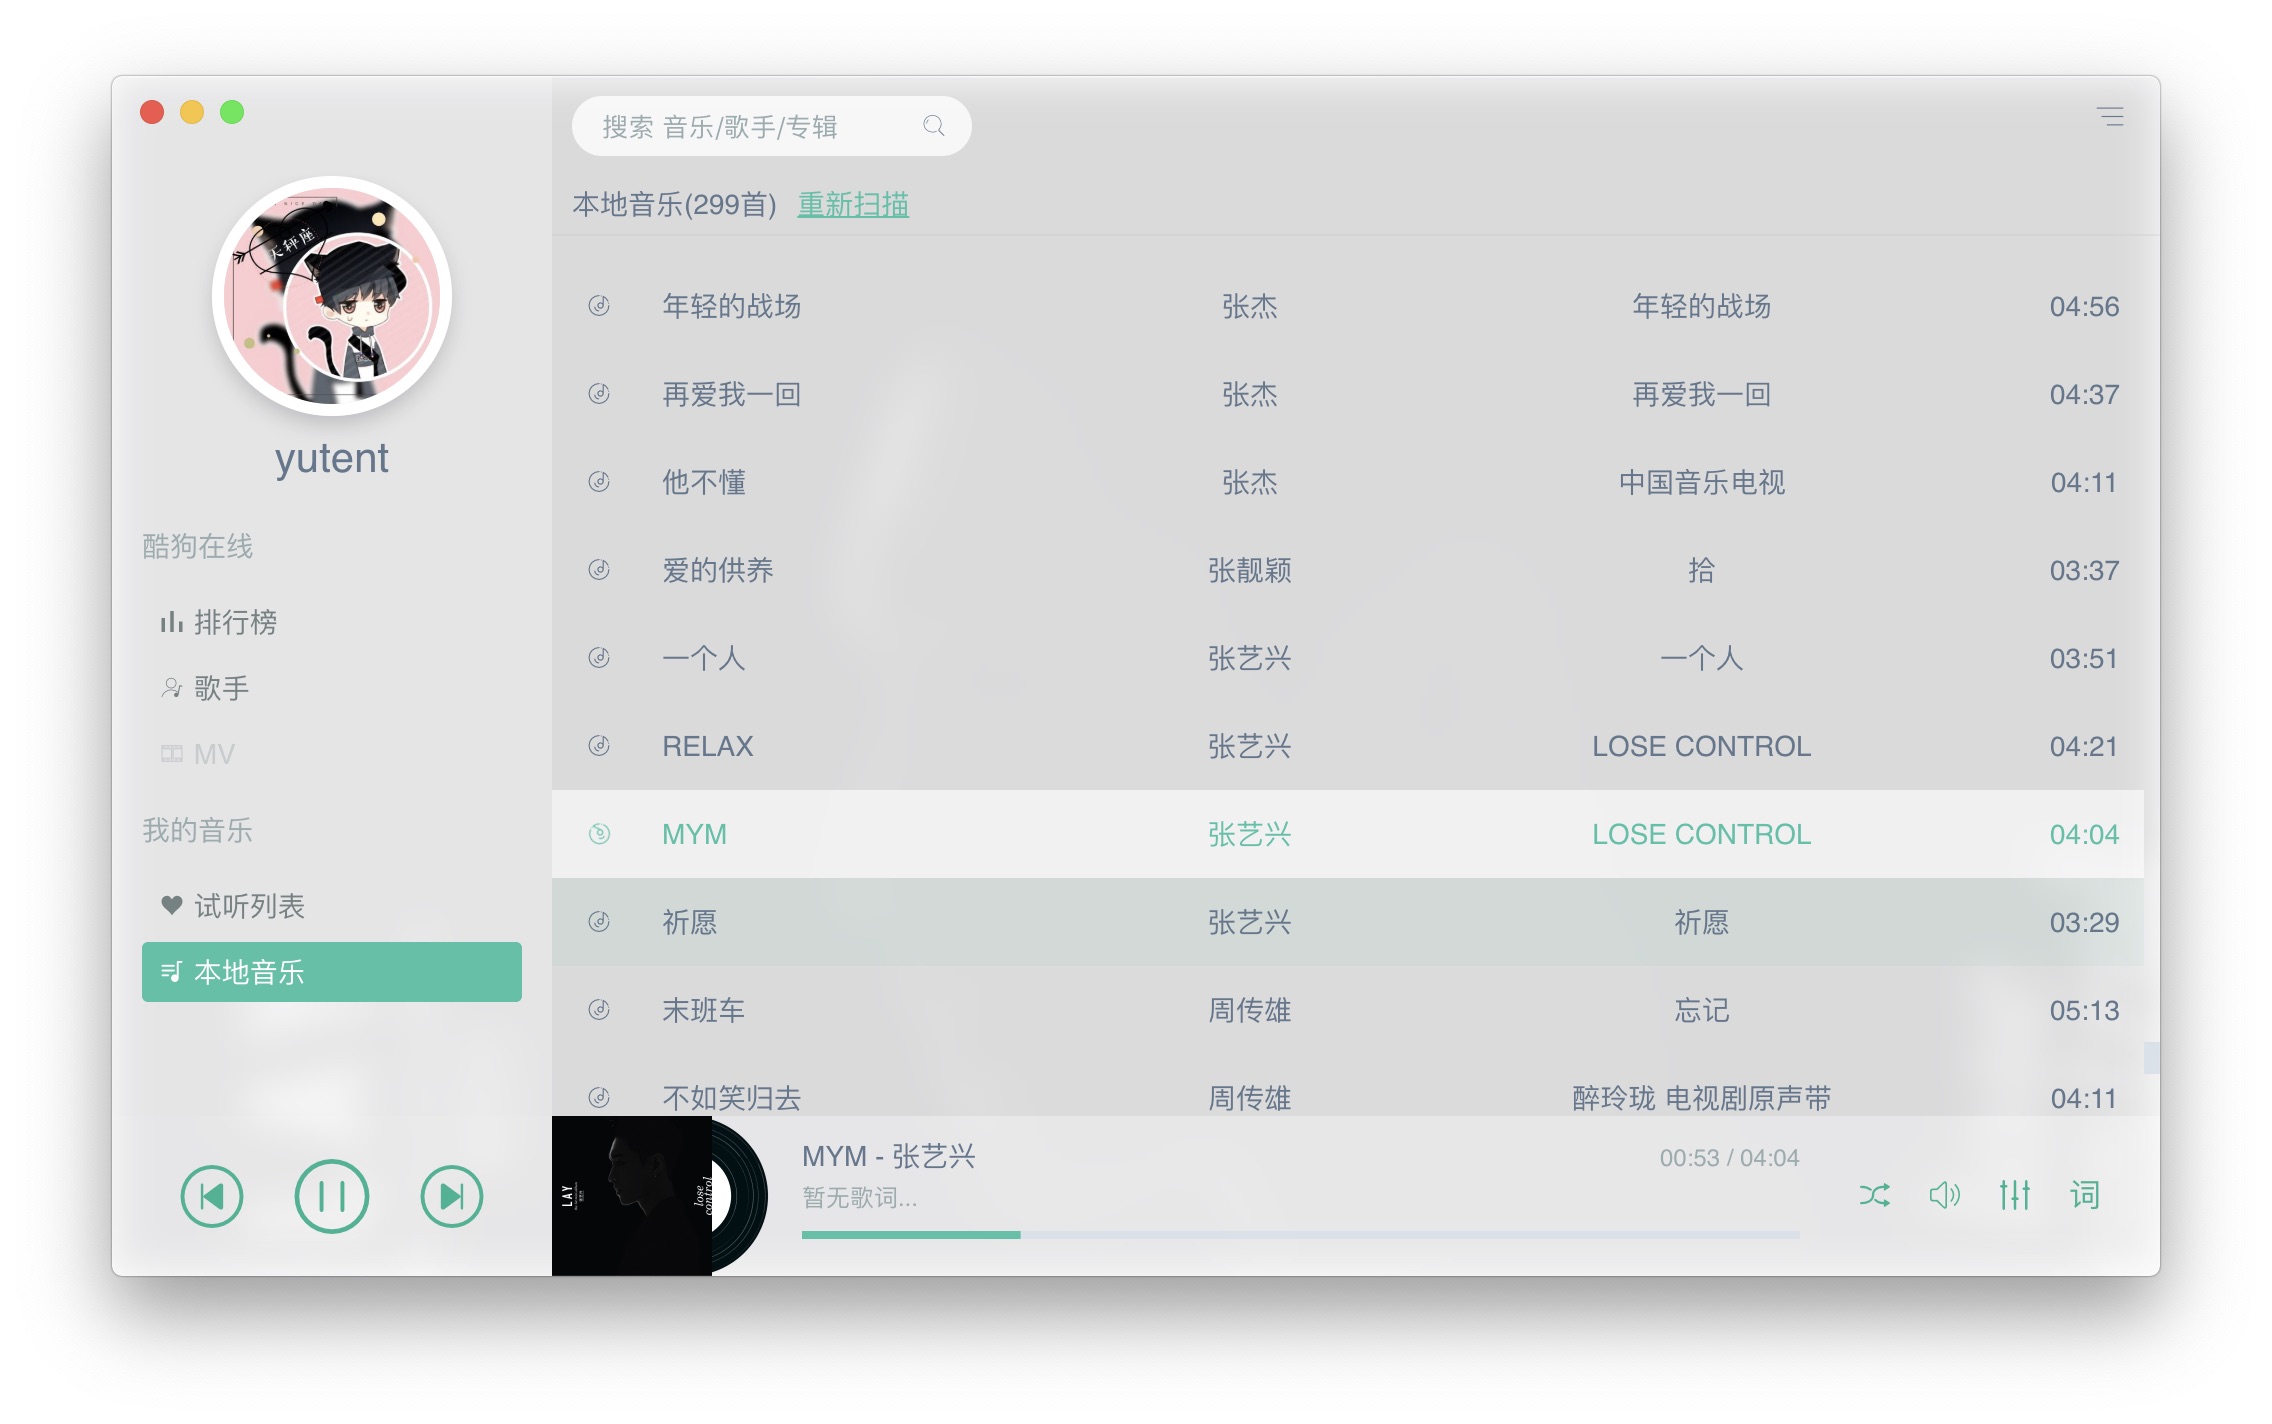 搜索 音乐/歌手/专辑
本地音乐(299首) 重新扫描
天秤座
yutent
酷狗在线
排行榜
歌手
MV
我的音乐
试听列表
本地音乐
年轻的战场 张杰 年轻的战场 04:56
再爱我一回 张杰 再爱我一回 04:37
他不懂 张杰 中国音乐电视 04:11
爱的供养 张靓颖 拾 03:37
一个人 张艺兴 一个人 03:51
RELAX 张艺兴 LOSE CONTROL 04:21
MYM 张艺兴 LOSE CONTROL 04:04
祈愿 张艺兴 祈愿 03:29
末班车 周传雄 忘记 05:13
不如笑归去 周传雄 醉玲珑 电视剧原声带 04:11
LAY
lose
control
MYM - 张艺兴
00:53 / 04:04
暂无歌词...
词